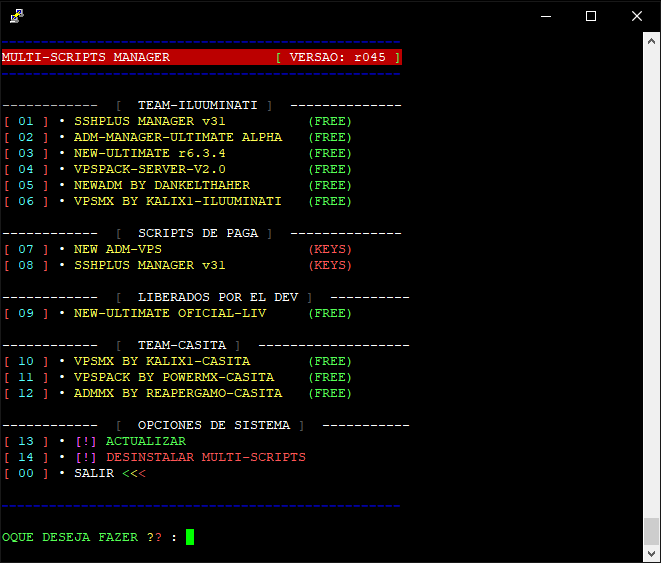 MULTI-SCRIPTS MANAGER [ VERSAO: r045 ]
------------ [ TEAM-ILUUMINATI ] --------------
[ 01 ] • SSHPLUS MANAGER v31 (FREE)
[ 02 ] • ADM-MANAGER-ULTIMATE ALPHA (FREE)
[ 03 ] • NEW-ULTIMATE r6.3.4 (FREE)
[ 04 ] • VPSPACK-SERVER-V2.0 (FREE)
[ 05 ] • NEWADM BY DANKELTHAHER (FREE)
[ 06 ] • VPSMX BY KALIX1-ILUUMINATI (FREE)
------------ [ SCRIPTS DE PAGA ] --------------
[ 07 ] • NEW ADM-VPS (KEYS)
[ 08 ] • SSHPLUS MANAGER v31 (KEYS)
------------ [ LIBERADOS POR EL DEV ] ----------
[ 09 ] • NEW-ULTIMATE OFICIAL-LIV (FREE)
------------ [ TEAM-CASITA ] -------------------
[ 10 ] • VPSMX BY KALIX1-CASITA (FREE)
[ 11 ] • VPSPACK BY POWERMX-CASITA (FREE)
[ 12 ] • ADMMX BY REAPERGAMO-CASITA (FREE)
------------ [ OPCIONES DE SISTEMA ] -----------
[ 13 ] • [!] ACTUALIZAR
[ 14 ] • [!] DESINSTALAR MULTI-SCRIPTS
[ 00 ] • SALIR <<<
OQUE DESEJA FAZER ?? :